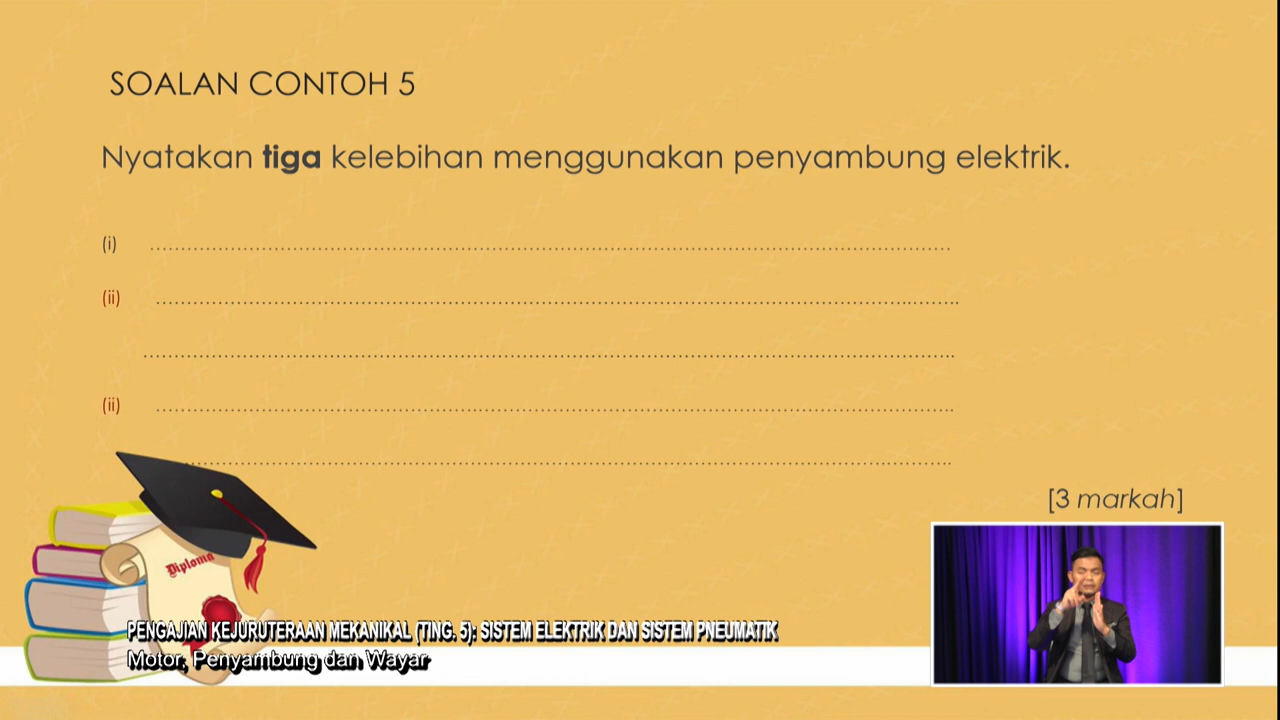 SOALAN CONTOH 5
Nyatakan tiga kelebihan menggunakan penyambung elektrik.
(i) ……………………………………………………………………………………………
(ii) ……………………………………………………………………………………………
……………………………………………………………………………………………
(ii) ……………………………………………………………………………………………
……………………………………………………………………………………………
[3 markah]
Diploma
PENGAJIAN KEJURUTERAAN MEKANIKAL (TING. 5): SISTEM ELEKTRIK DAN SISTEM PNEUMATIK
Motor, Penyambung dan Wayar